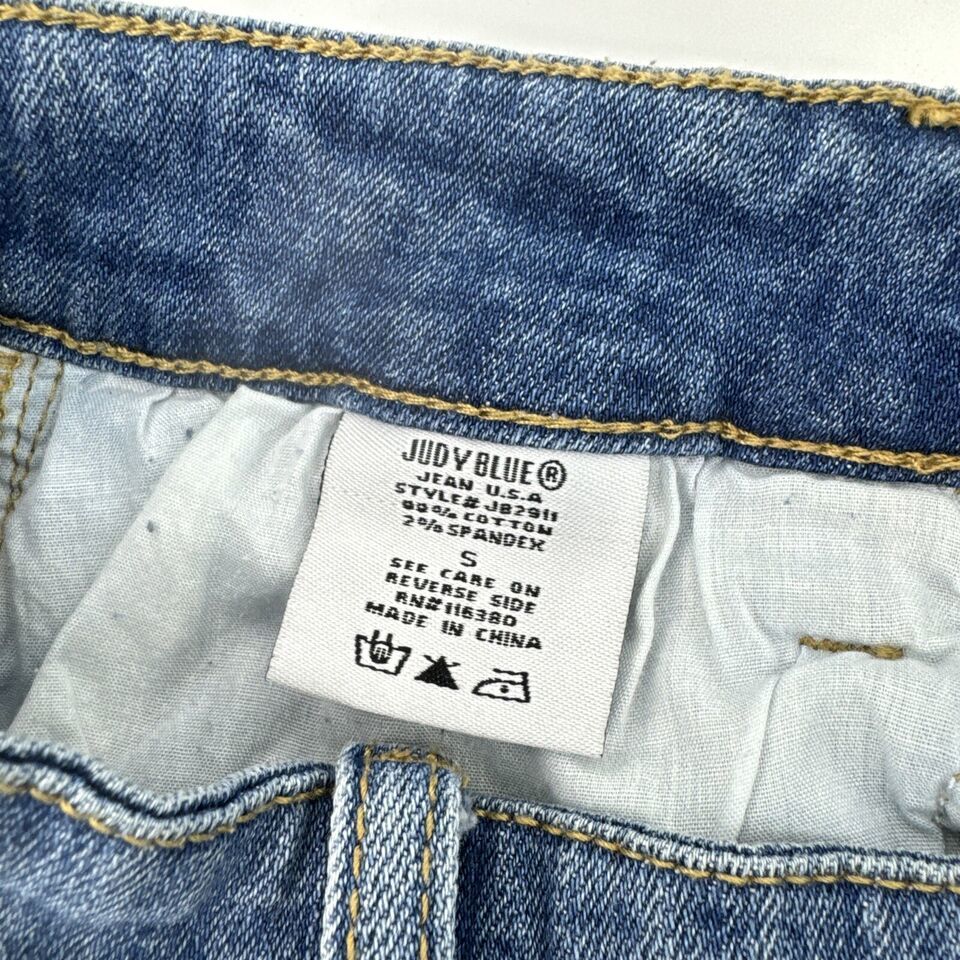 JUDY BLUE®
JEAN U.S.A
STYLE# JB2911
98% COTTON
2% SPANDEX
S
SEE CARE ON
REVERSE SIDE
RN# 116380
MADE IN CHINA